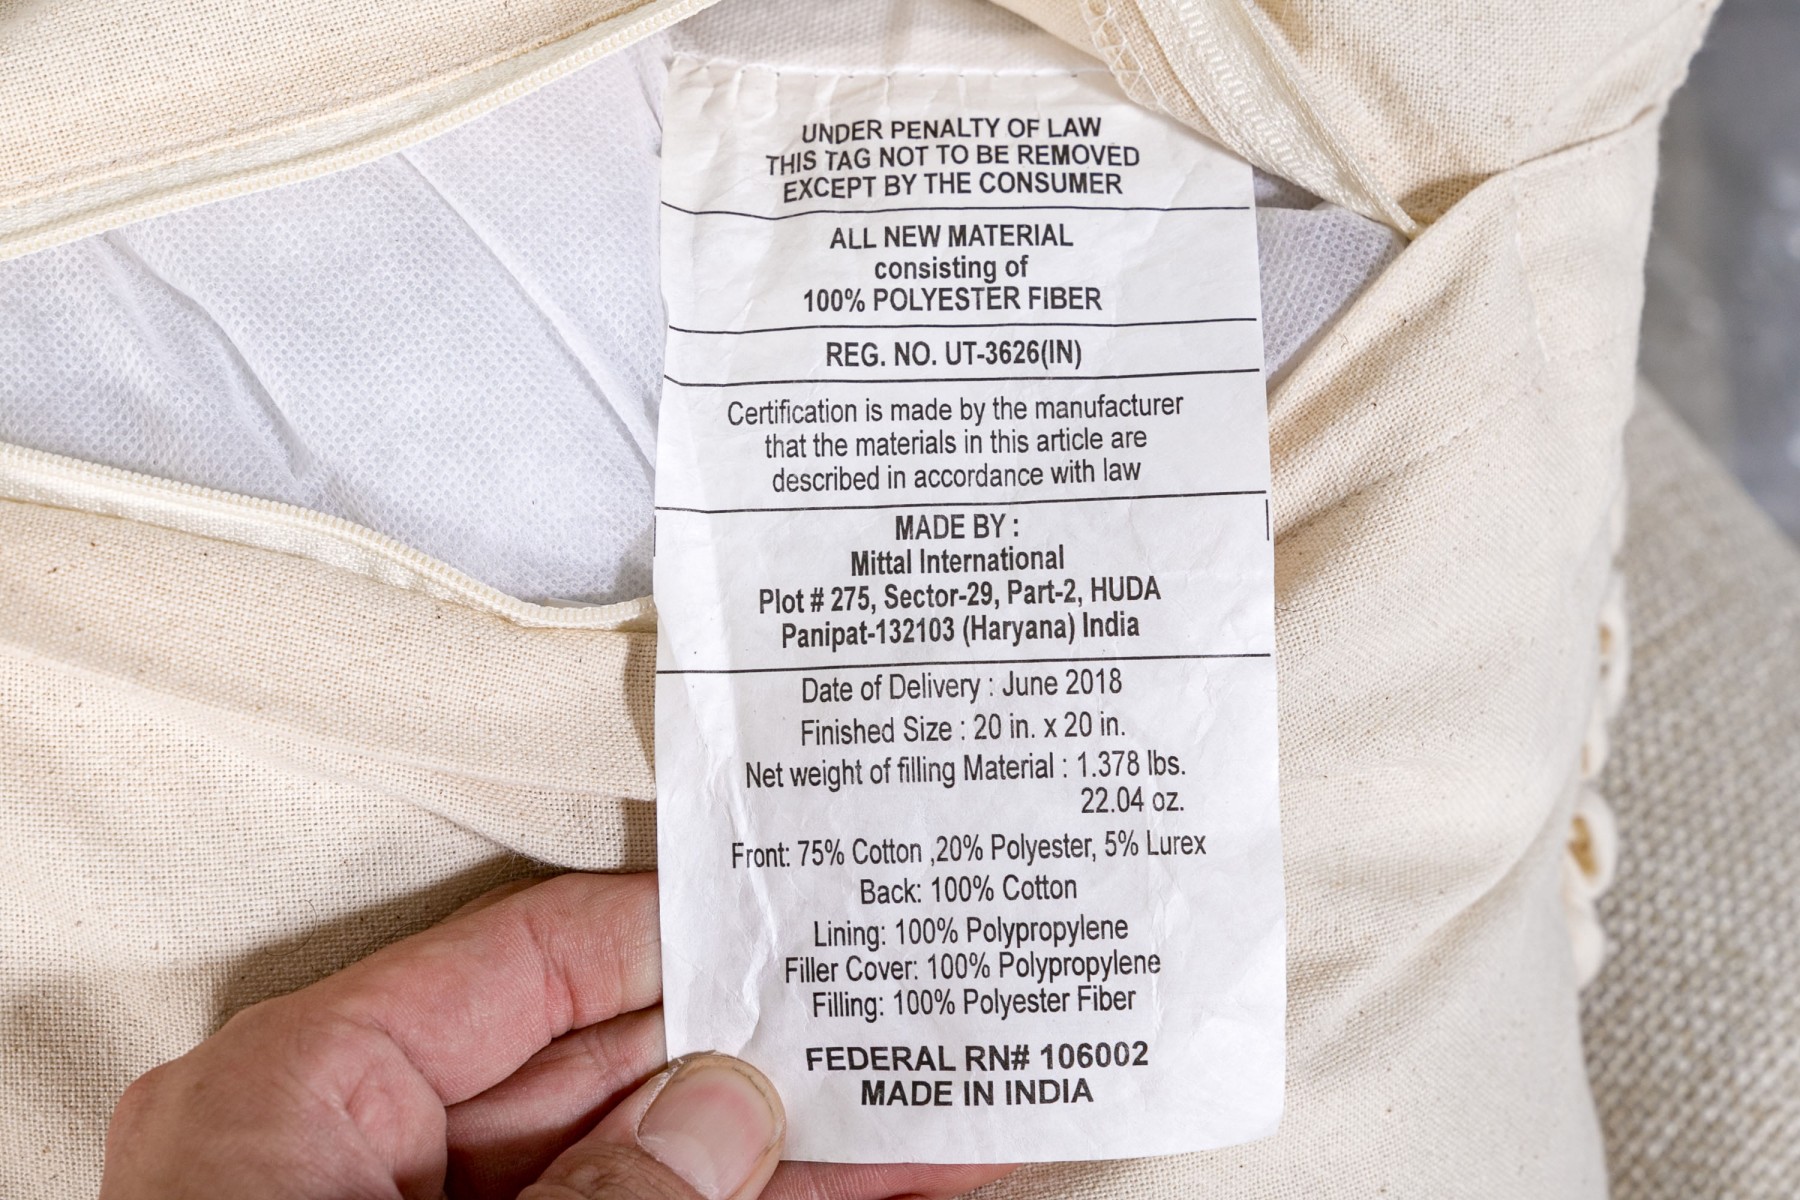 UNDER PENALTY OF LAW
THIS TAG NOT TO BE REMOVED
EXCEPT BY THE CONSUMER
ALL NEW MATERIAL
consisting of
100% POLYESTER FIBER
REG. NO. UT-3626(IN)
Certification is made by the manufacturer
that the materials in this article are
described in accordance with law
MADE BY :
Mittal International
Plot # 275, Sector-29, Part-2, HUDA
Panipat-132103 (Haryana) India
Date of Delivery : June 2018
Finished Size : 20 in. x 20 in.
Net weight of filling Material : 1.378 lbs.
22.04 oz.
Front: 75% Cotton ,20% Polyester, 5% Lurex
Back: 100% Cotton
Lining: 100% Polypropylene
Filler Cover: 100% Polypropylene
Filling: 100% Polyester Fiber
FEDERAL RN# 106002
MADE IN INDIA